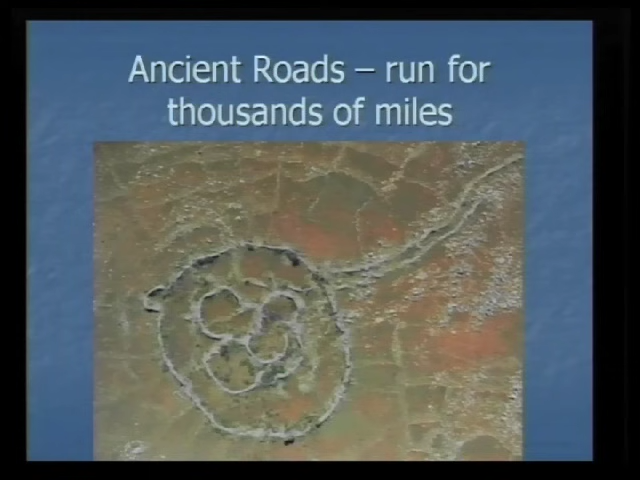 Ancient Roads – run for
thousands of miles